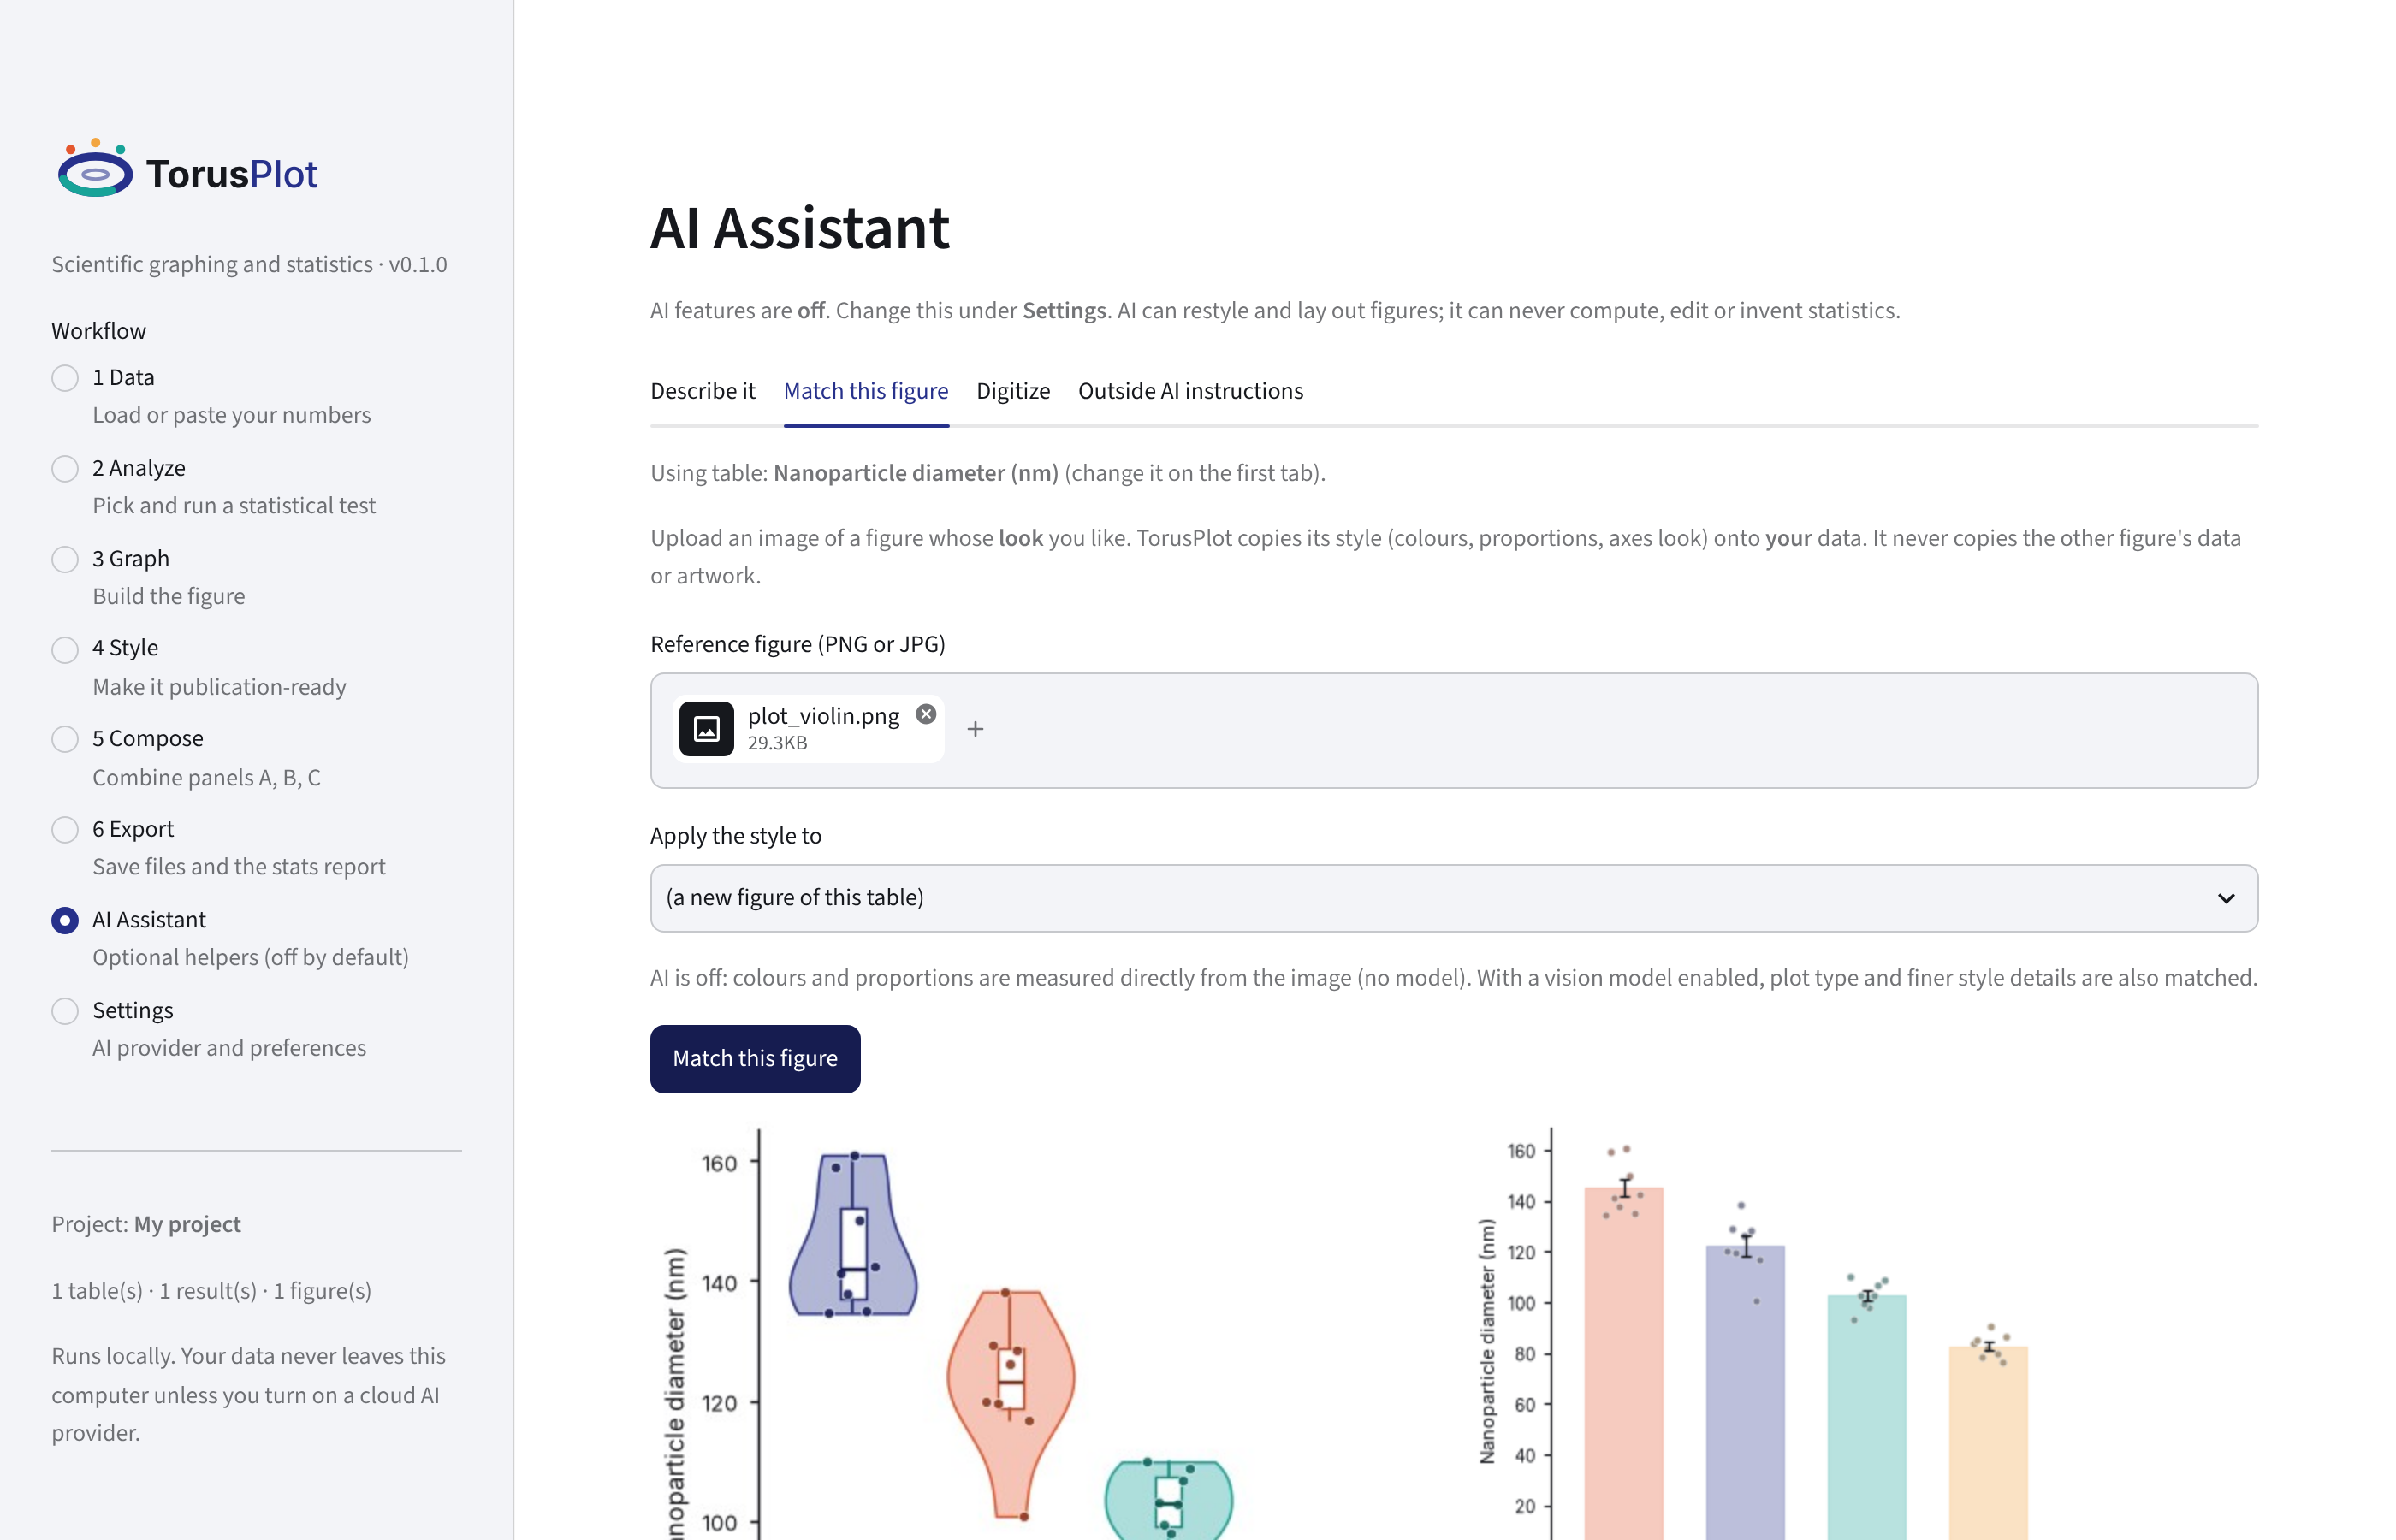 TorusPlot
Scientific graphing and statistics · v0.1.0
Workflow
1 Data
Load or paste your numbers
2 Analyze
Pick and run a statistical test
3 Graph
Build the figure
4 Style
Make it publication-ready
5 Compose
Combine panels A, B, C
6 Export
Save files and the stats report
AI Assistant
Optional helpers (off by default)
Settings
AI provider and preferences
Project: My project
1 table(s) · 1 result(s) · 1 figure(s)
Runs locally. Your data never leaves this
computer unless you turn on a cloud AI
provider.
AI Assistant
AI features are off. Change this under Settings. AI can restyle and lay out figures; it can never compute, edit or invent statistics.
Describe it Match this figure Digitize Outside AI instructions
Using table: Nanoparticle diameter (nm) (change it on the first tab).
Upload an image of a figure whose look you like. TorusPlot copies its style (colours, proportions, axes look) onto your data. It never copies the other figure's data
or artwork.
Reference figure (PNG or JPG)
plot_violin.png
29.3KB
Apply the style to
(a new figure of this table)
AI is off: colours and proportions are measured directly from the image (no model). With a vision model enabled, plot type and finer style details are also matched.
Match this figure
noparticle diameter (nm)
160
140
120
100
Nanoparticle diameter (nm)
160
140
120
100
80
60
40
20